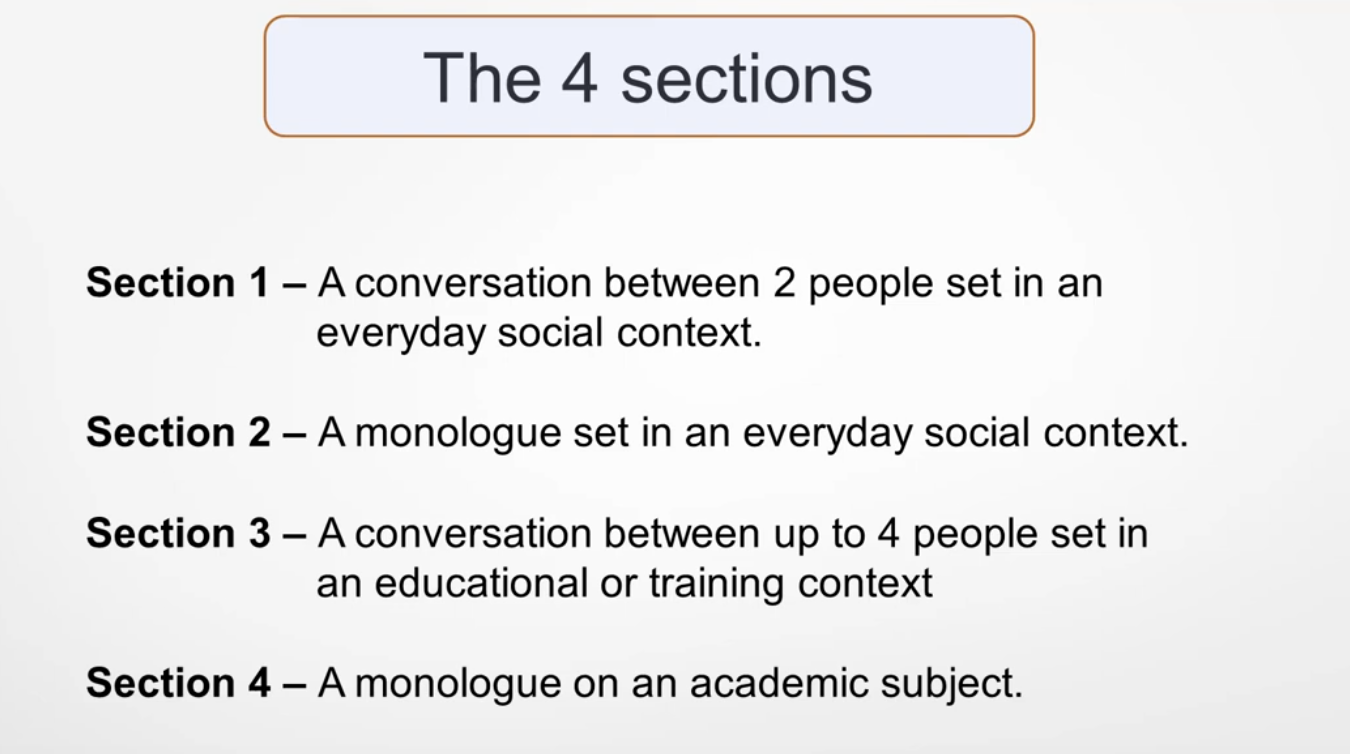 The 4 sections
Section 1 – A conversation between 2 people set in an
everyday social context.
Section 2 – A monologue set in an everyday social context.
Section 3 – A conversation between up to 4 people set in
an educational or training context
Section 4 – A monologue on an academic subject.